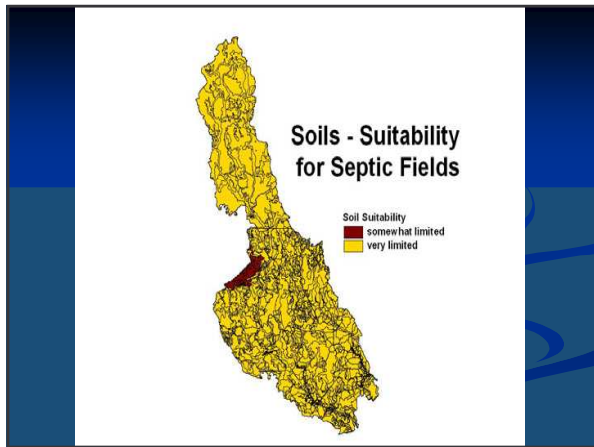 Soils - Suitability
for Septic Fields
Soil Suitability
somewhat limited
very limited